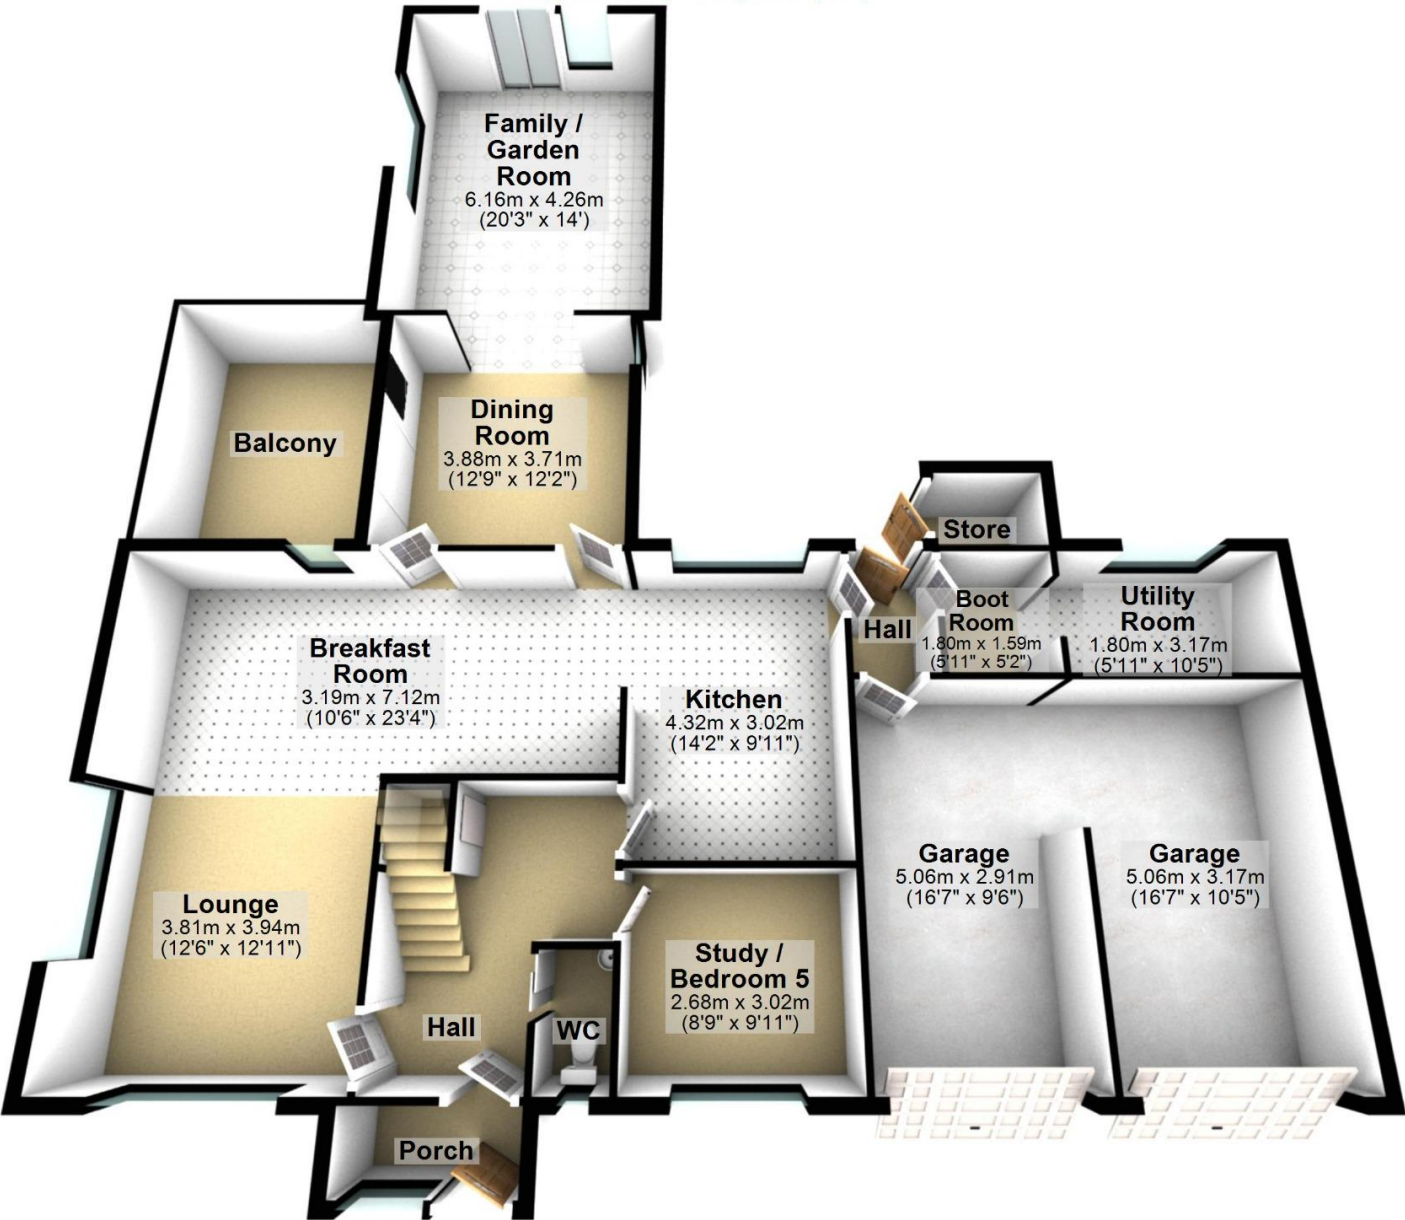 Family /
Garden
Room
6.16m x 4.26m
(20'3" x 14')
Dining
Room
3.88m x 3.71m
(12'9" x 12'2")
Balcony
Store
Boot
Room
1.80m x 1.59m
(5'11" x 5'2")
Utility
Room
1.80m x 3.17m
(5'11" x 10'5")
Hall
Breakfast
Room
3.19m x 7.12m
(10'6" x 23'4")
Kitchen
4.32m x 3.02m
(14'2" x 9'11")
Garage
5.06m x 2.91m
(16'7" x 9'6")
Garage
5.06m x 3.17m
(16'7" x 10'5")
Lounge
3.81m x 3.94m
(12'6" x 12'11")
Study /
Bedroom 5
2.68m x 3.02m
(8'9" x 9'11")
Hall
WC
Porch